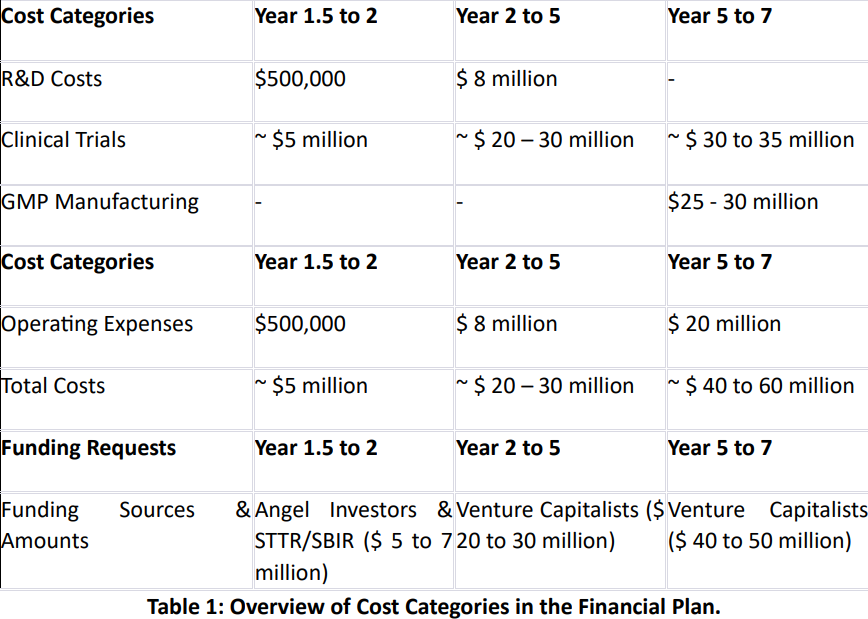 Cost Categories Year 1.5 to 2 Year 2 to 5 Year 5 to 7
R&D Costs $500,000 $ 8 million -
Clinical Trials ~ $5 million ~ $ 20 – 30 million ~ $ 30 to 35 million
GMP Manufacturing - - $25 - 30 million
Cost Categories Year 1.5 to 2 Year 2 to 5 Year 5 to 7
Operating Expenses $500,000 $ 8 million $ 20 million
Total Costs ~ $5 million ~ $ 20 – 30 million ~ $ 40 to 60 million
Funding Requests Year 1.5 to 2 Year 2 to 5 Year 5 to 7
Funding Sources & Angel Investors & Venture Capitalists ($ Venture Capitalists
Amounts STTR/SBIR ($ 5 to 7 20 to 30 million) ($ 40 to 50 million)
million)
Table 1: Overview of Cost Categories in the Financial Plan.